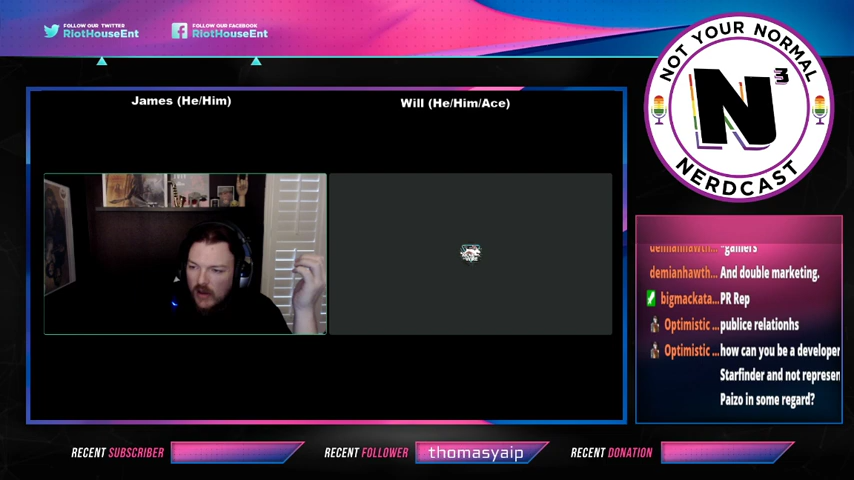 FOLLOW OUR TWITTER
RiotHouseEnt
FOLLOW OUR FACEBOOK
RiotHouseEnt
NOT YOUR NORMAL
N3
NERDCAST
James (He/Him)
Will (He/Him/Ace)
demianhawth... *gamers
demianhawth... And double marketing.
bigmackata... PR Rep
Optimistic ... publice relationhs
Optimistic ... how can you be a developer
Starfinder and not represen
Paizo in some regard?
RECENT SUBSCRIBER
RECENT FOLLOWER thomasyaip
RECENT DONATION